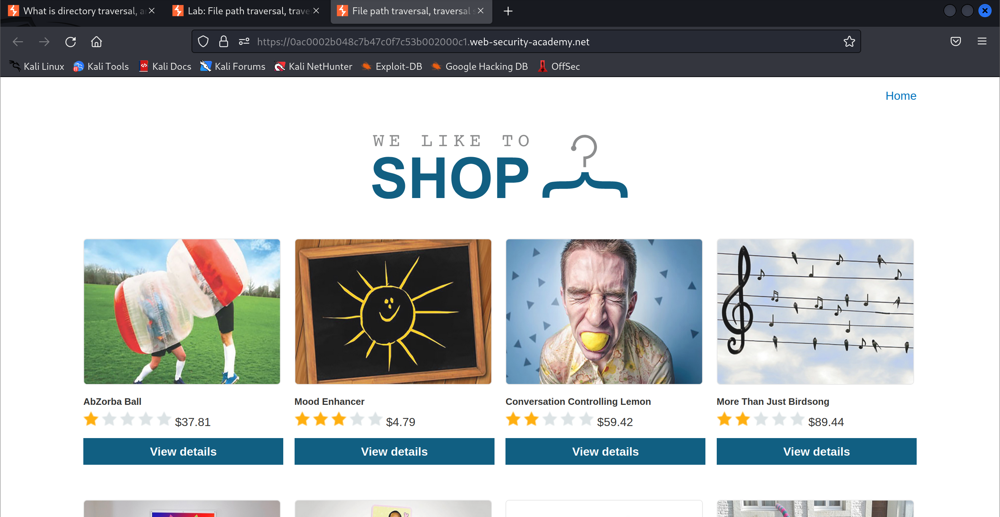 What is directory traversal, a
Lab: File path traversal, trave
File path traversal, traversal s
https://0ac0002b048c7b47c0f7c53b002000c1.web-security-academy.net
Kali Linux Kali Tools Kali Docs Kali Forums Kali NetHunter Exploit-DB Google Hacking DB OffSec
Home
WE LIKE TO
SHOP
AbZorba Ball
$37.81
View details
Mood Enhancer
$4.79
View details
Conversation Controlling Lemon
$59.42
View details
More Than Just Birdsong
$89.44
View details